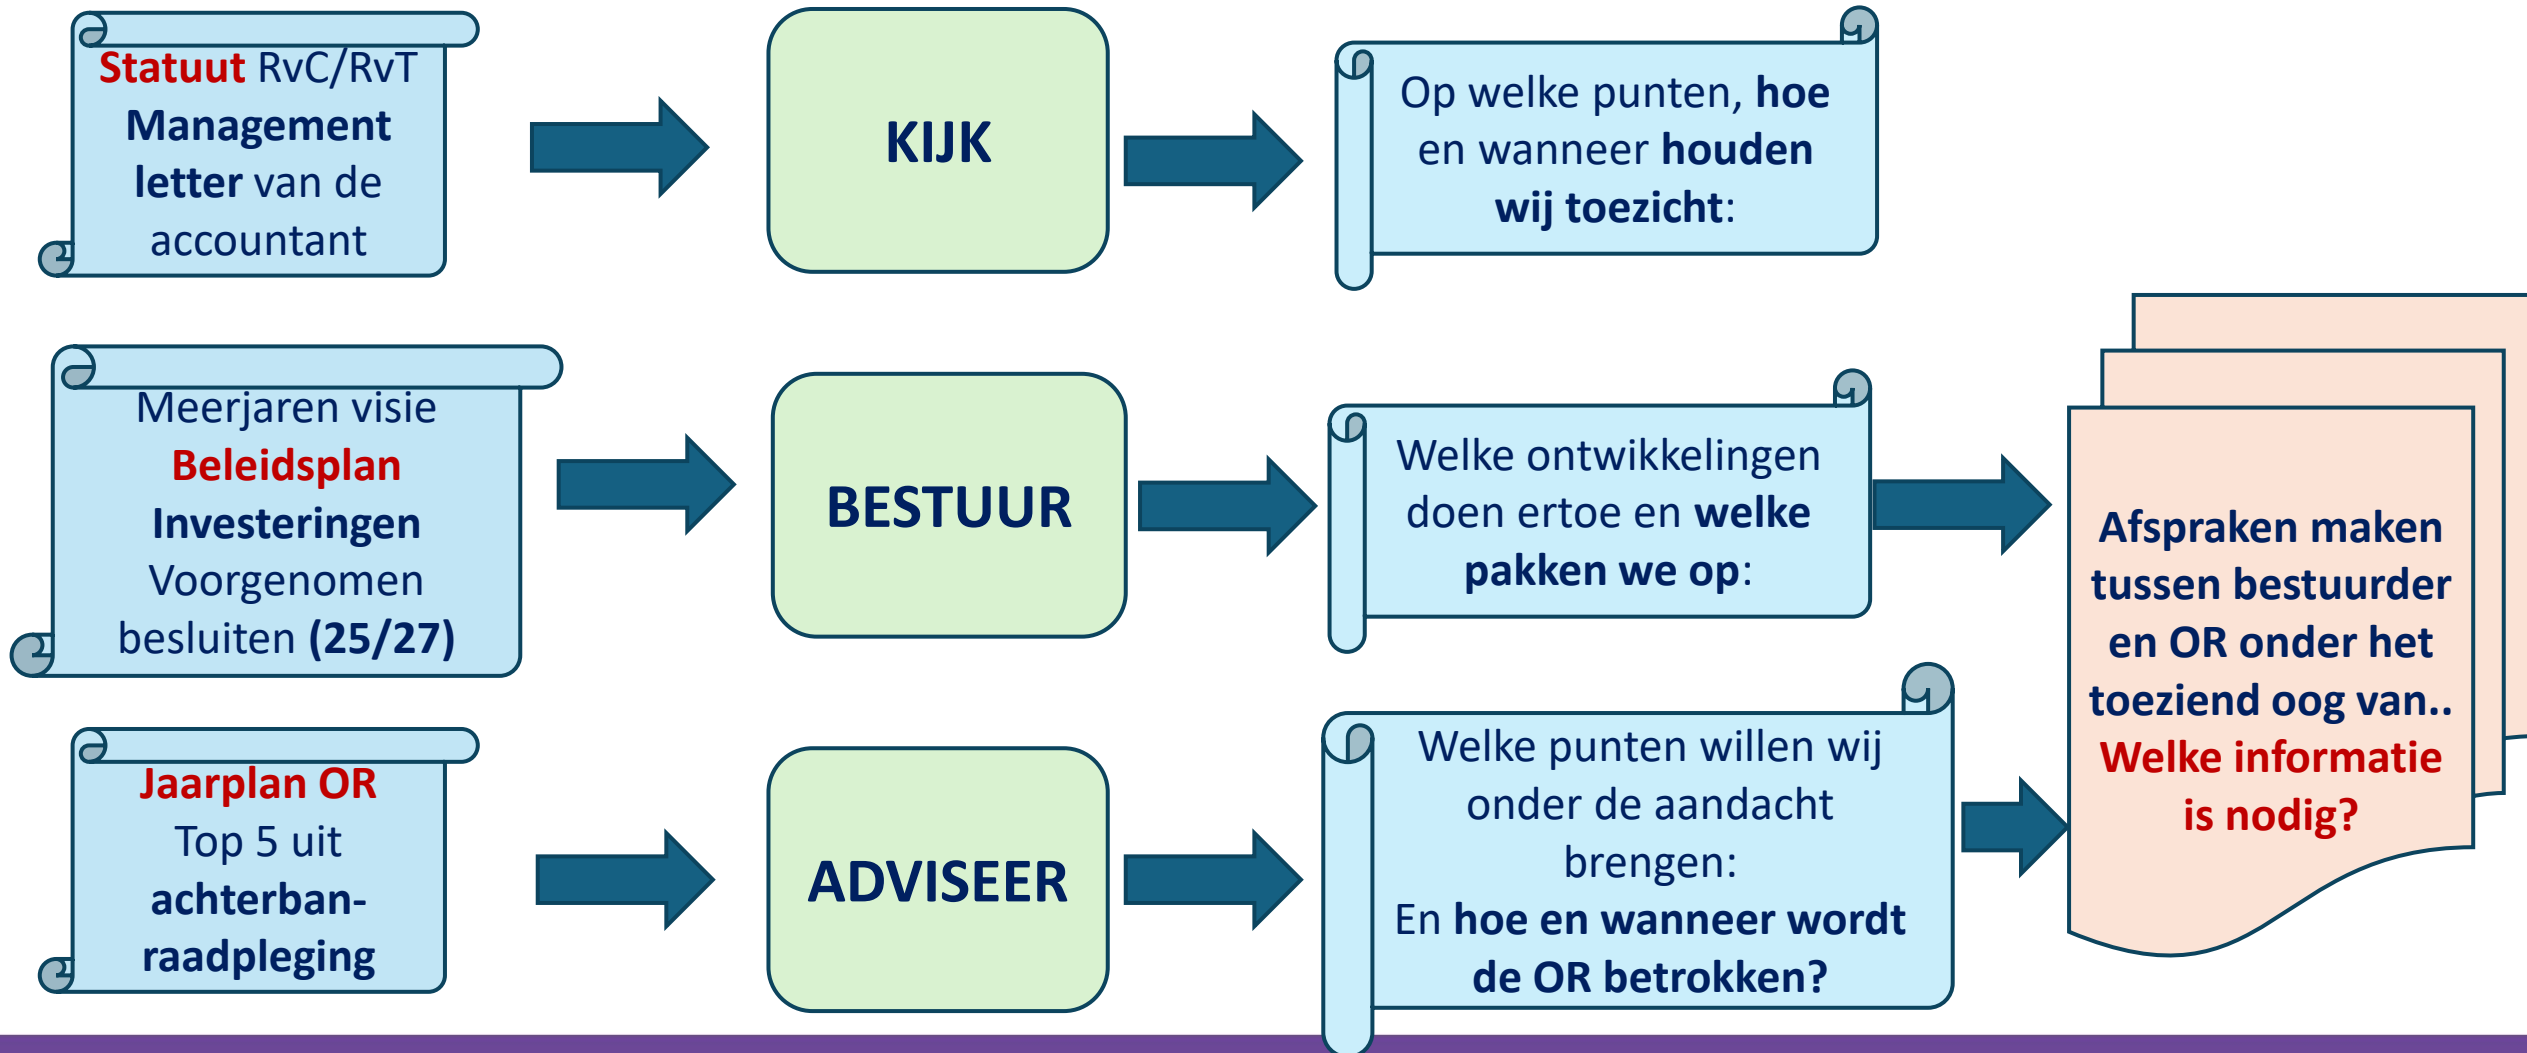 Statuut RvC/RvT
Management
letter van de
accountant
KIJK
Op welke punten, hoe
en wanneer houden
wij toezicht:
Meerjaren visie
Beleidsplan
Investeringen
Voorgenomen
besluiten (25/27)
BESTUUR
Welke ontwikkelingen
doen ertoe en welke
pakken we op:
Jaarplan OR
Top 5 uit
achterban-
raadpleging
ADVISEER
Welke punten willen wij
onder de aandacht
brengen:
En hoe en wanneer wordt
de OR betrokken?
Afspraken maken
tussen bestuurder
en OR onder het
toeziend oog van..
Welke informatie
is nodig?